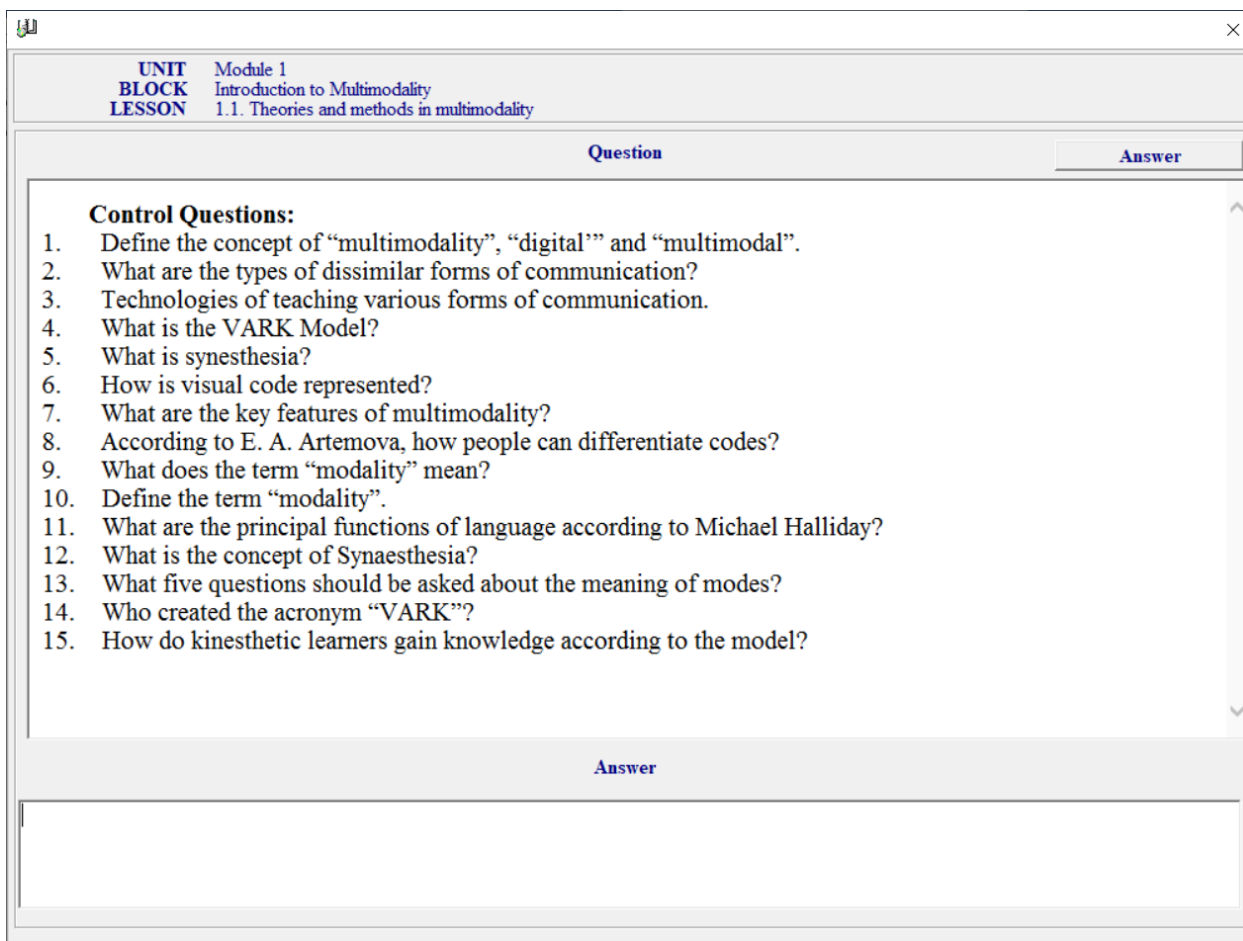 UNIT Module 1
BLOCK Introduction to Multimodality
LESSON 1.1. Theories and methods in multimodality
Question
Answer
Control Questions:
1. Define the concept of “multimodality”, “digital’” and “multimodal”.
2. What are the types of dissimilar forms of communication?
3. Technologies of teaching various forms of communication.
4. What is the VARK Model?
5. What is synesthesia?
6. How is visual code represented?
7. What are the key features of multimodality?
8. According to E. A. Artemova, how people can differentiate codes?
9. What does the term “modality” mean?
10. Define the term “modality”.
11. What are the principal functions of language according to Michael Halliday?
12. What is the concept of Synaesthesia?
13. What five questions should be asked about the meaning of modes?
14. Who created the acronym “VARK”?
15. How do kinesthetic learners gain knowledge according to the model?
Answer